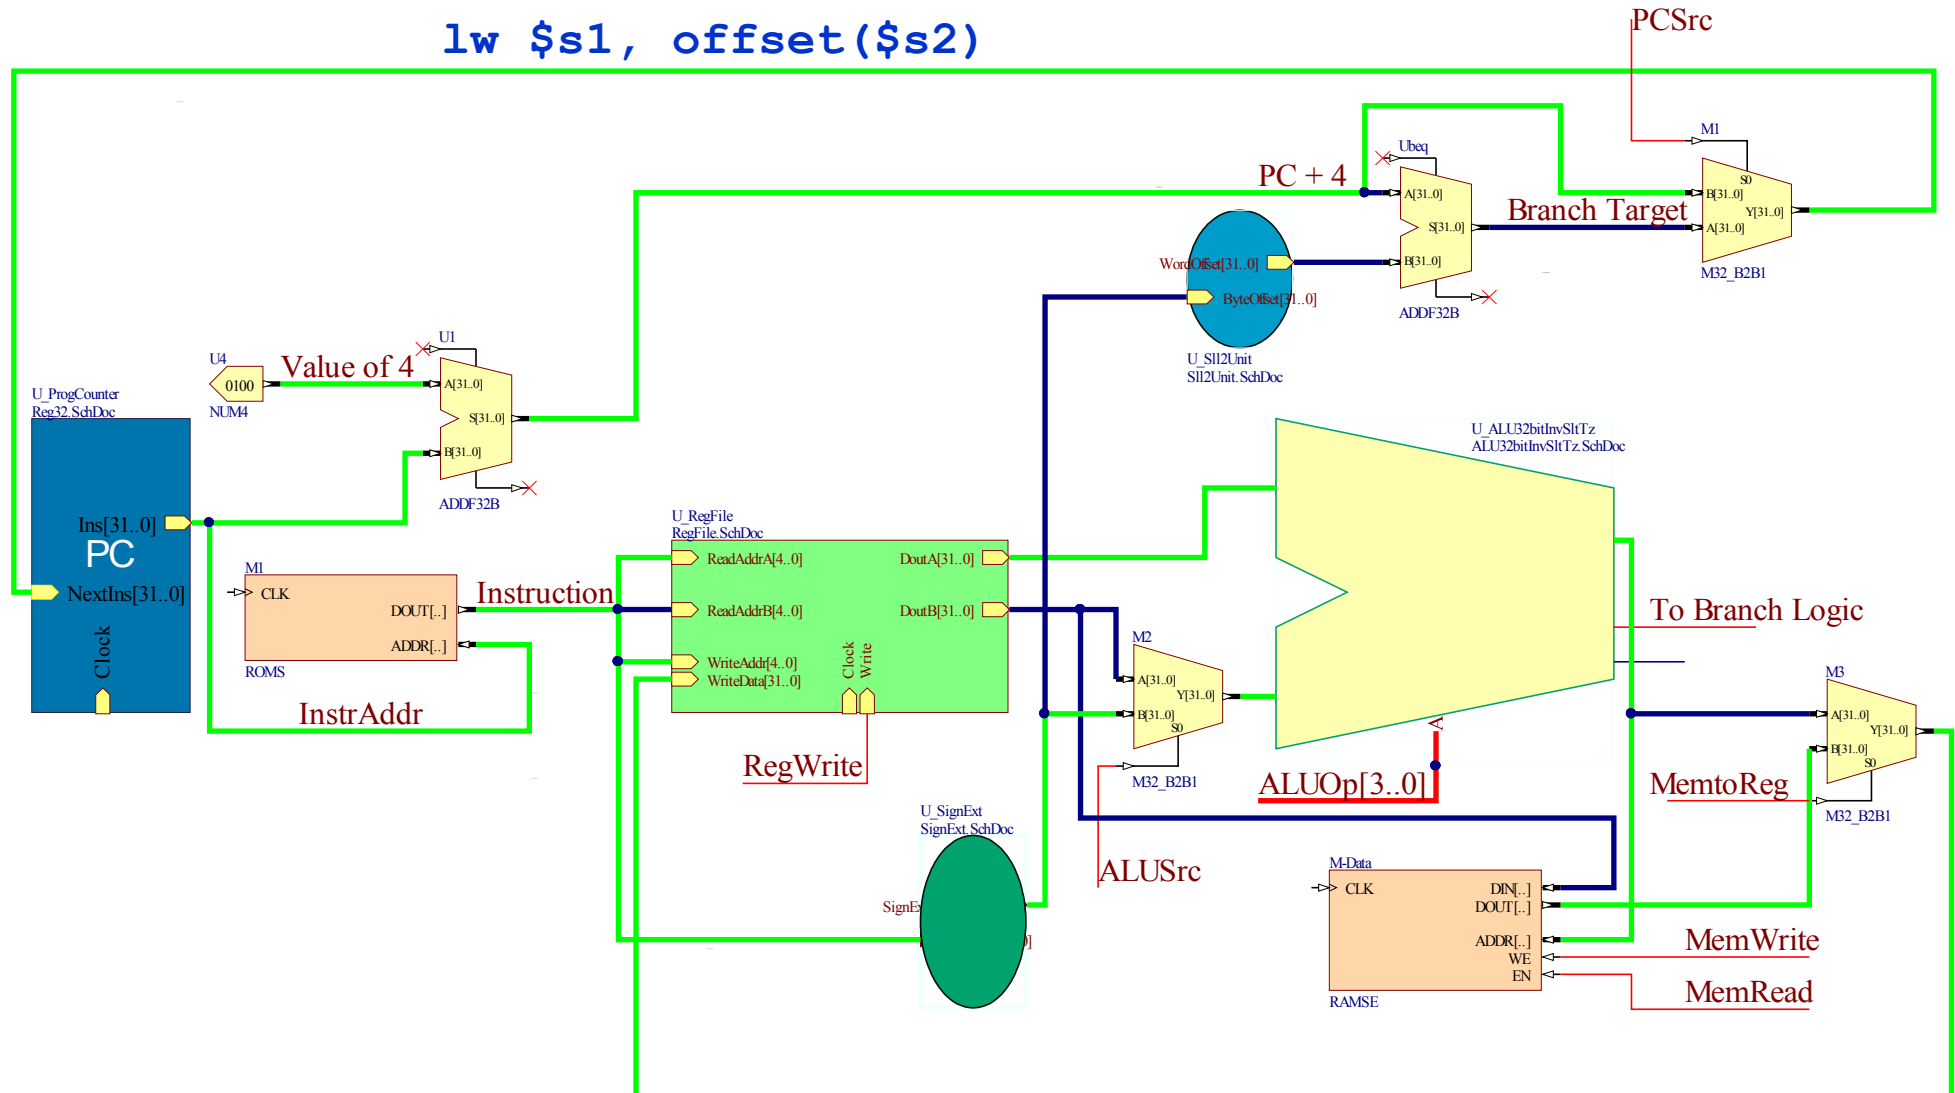 lw $s1, offset($s2)
PCSrc
M1
Ubeq
PC + 4
A[31..0]
S0
B[31..0]
Y[31..0]
Branch Target
S[31..0]
A[31..0]
WordOffset[31..0]
B[31..0]
M32_B2B1
ByteOffset[31..0]
ADDF32B
U_Sll2Unit
Sll2Unit.SchDoc
U1
U4
Value of 4
0100
A[31..0]
NUM4
S[31..0]
B[31..0]
ADDF32B
U_ProgCounter
Reg32.SchDoc
Ins[31..0]
PC
NextIns[31..0]
Clock
M1
CLK
DOUT[..]
ADDR[..]
ROMS
Instruction
InstrAddr
U_RegFile
RegFile.SchDoc
ReadAddrA[4..0]
DoutA[31..0]
ReadAddrB[4..0]
DoutB[31..0]
WriteAddr[4..0]
WriteData[31..0]
Clock
Write
RegWrite
U_ALU32bitInvSltTz
ALU32bitInvSltTz.SchDoc
To Branch Logic
M2
A[31..0]
Y[31..0]
B[31..0]
S0
M32_B2B1
A
ALUOp[3..0]
M3
A[31..0]
Y[31..0]
B[31..0]
S0
MemtoReg
M32_B2B1
U_SignExt
SignExt.SchDoc
ALUSrc
SignEx
0]
M-Data
CLK
DIN[..]
DOUT[..]
ADDR[..]
WE
EN
RAMSE
MemWrite
MemRead